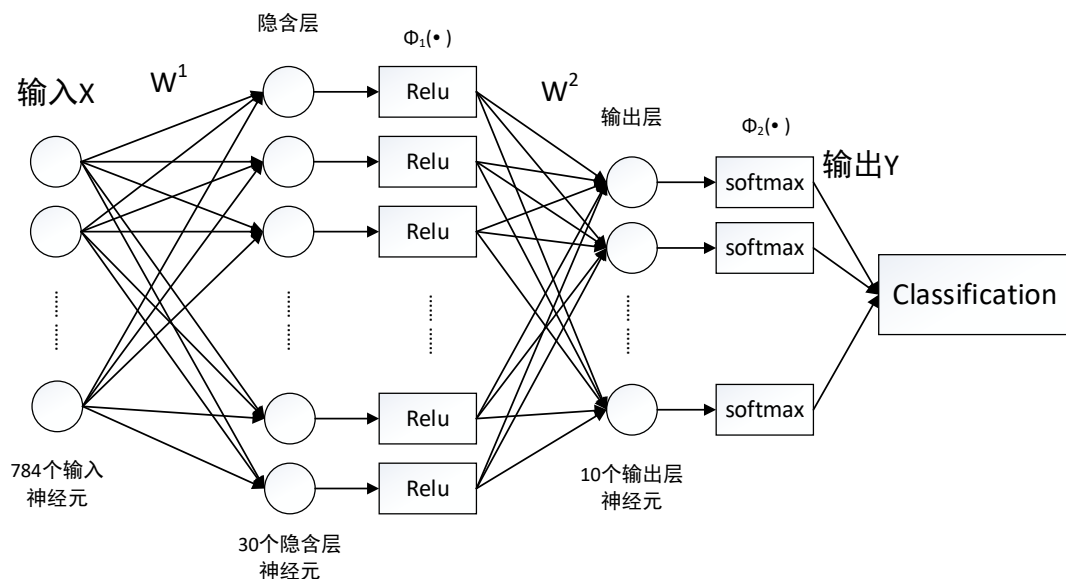 隐含层
Φ₁(•)
输入X
W¹
W²
Relu
输出层
Φ₂(•)
Relu
输出Y
softmax
Relu
softmax
Classification
......
......
......
......
Relu
softmax
784个输入
神经元
Relu
10个输出层
神经元
30个隐含层
神经元